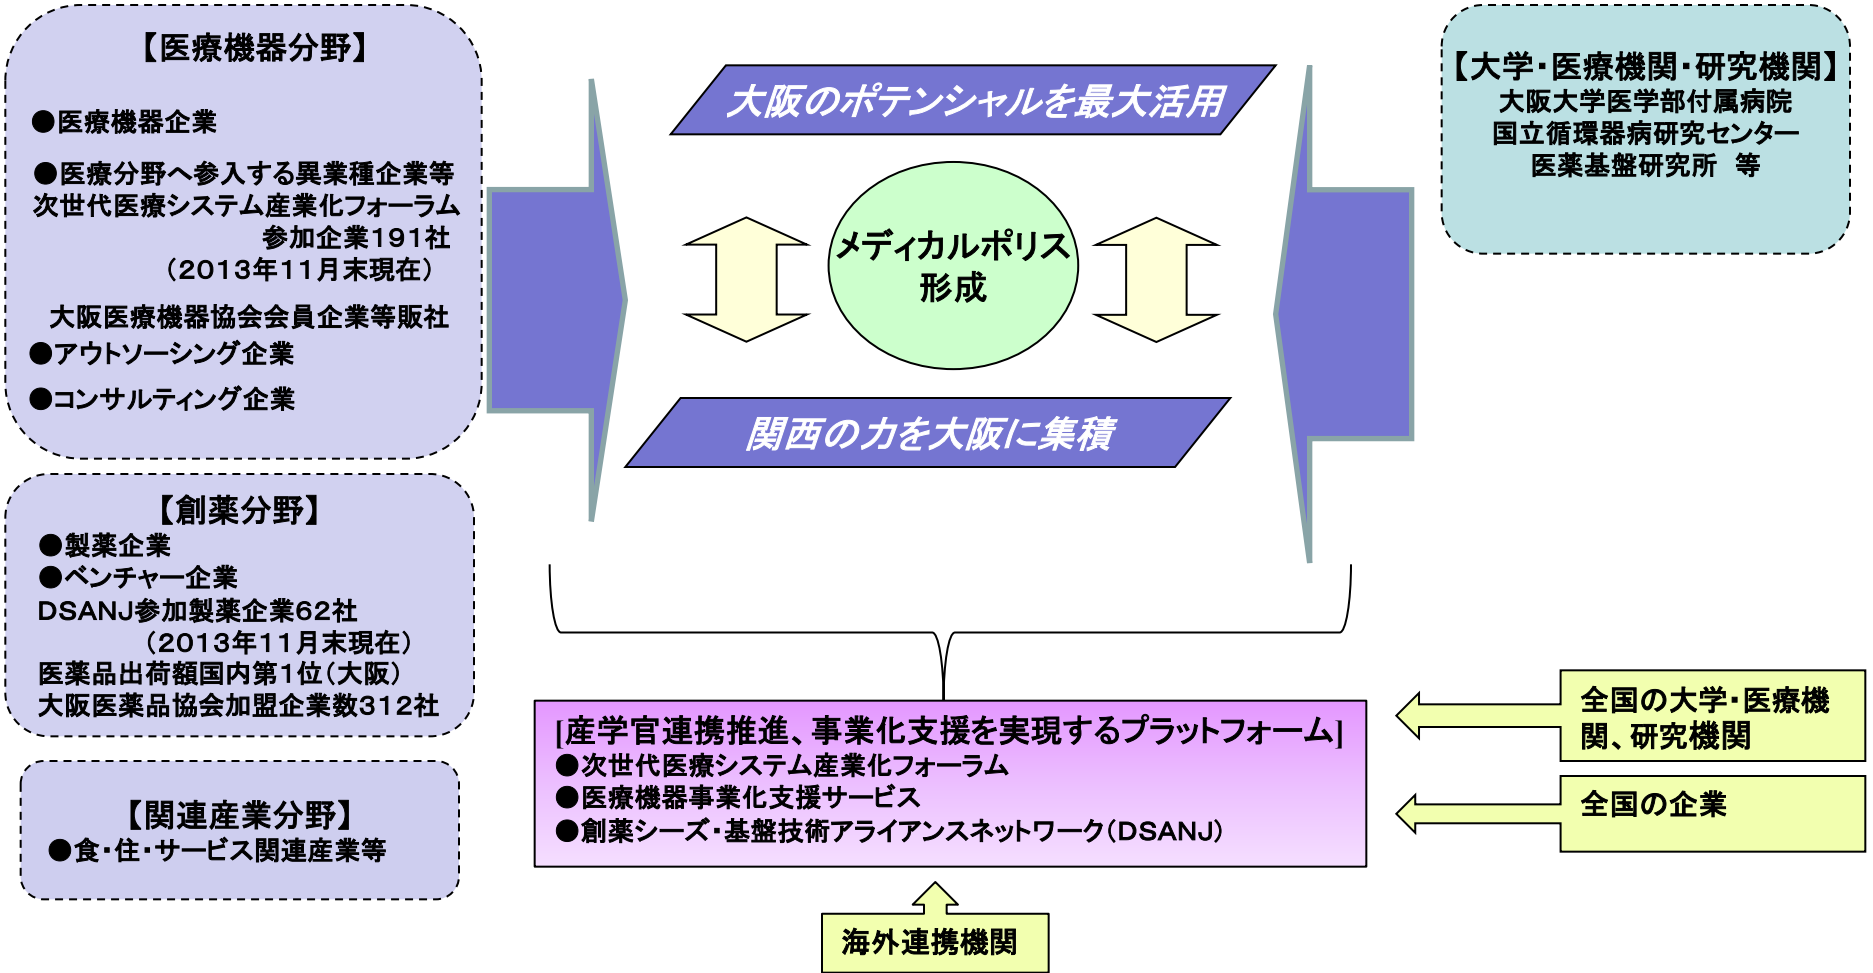 【医療機器分野】
●医療機器企業
●医療分野へ参入する異業種企業等
次世代医療システム産業化フォーラム
参加企業191社
（2013年11月末現在）
大阪医療機器協会会員企業等販社
●アウトソーシング企業
●コンサルティング企業
【創薬分野】
●製薬企業
●ベンチャー企業
DSANJ参加製薬企業62社
（2013年11月末現在）
医薬品出荷額国内第1位（大阪）
大阪医薬品協会加盟企業数312社
【関連産業分野】
●食・住・サービス関連産業等
大阪のポテンシャルを最大活用
メディカルポリス
形成
関西の力を大阪に集積
【大学・医療機関・研究機関】
大阪大学医学部付属病院
国立循環器病研究センター
医薬基盤研究所　等
[産学官連携推進、事業化支援を実現するプラットフォーム]
●次世代医療システム産業化フォーラム
●医療機器事業化支援サービス
●創薬シーズ・基盤技術アライアンスネットワーク（DSANJ）
全国の大学・医療機
関、研究機関
全国の企業
海外連携機関